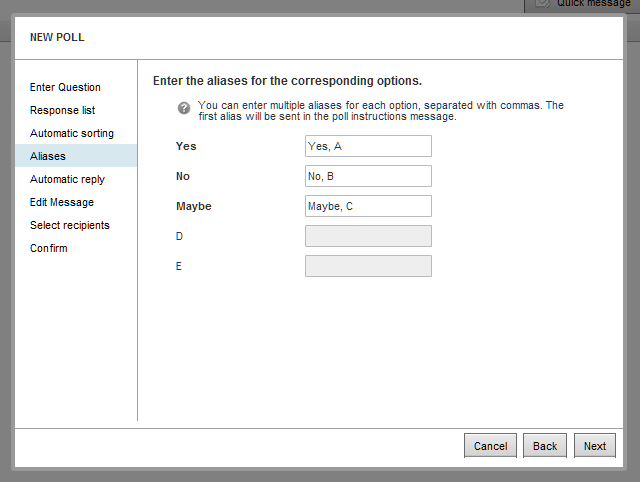 Quick message
NEW POLL
Enter Question
Response list
Automatic sorting
Aliases
Automatic reply
Edit Message
Select recipients
Confirm
Enter the aliases for the corresponding options.
You can enter multiple aliases for each option, separated with commas. The
first alias will be sent in the poll instructions message.
Yes
Yes, A
No
No, B
Maybe
Maybe, C
D
E
Cancel
Back
Next